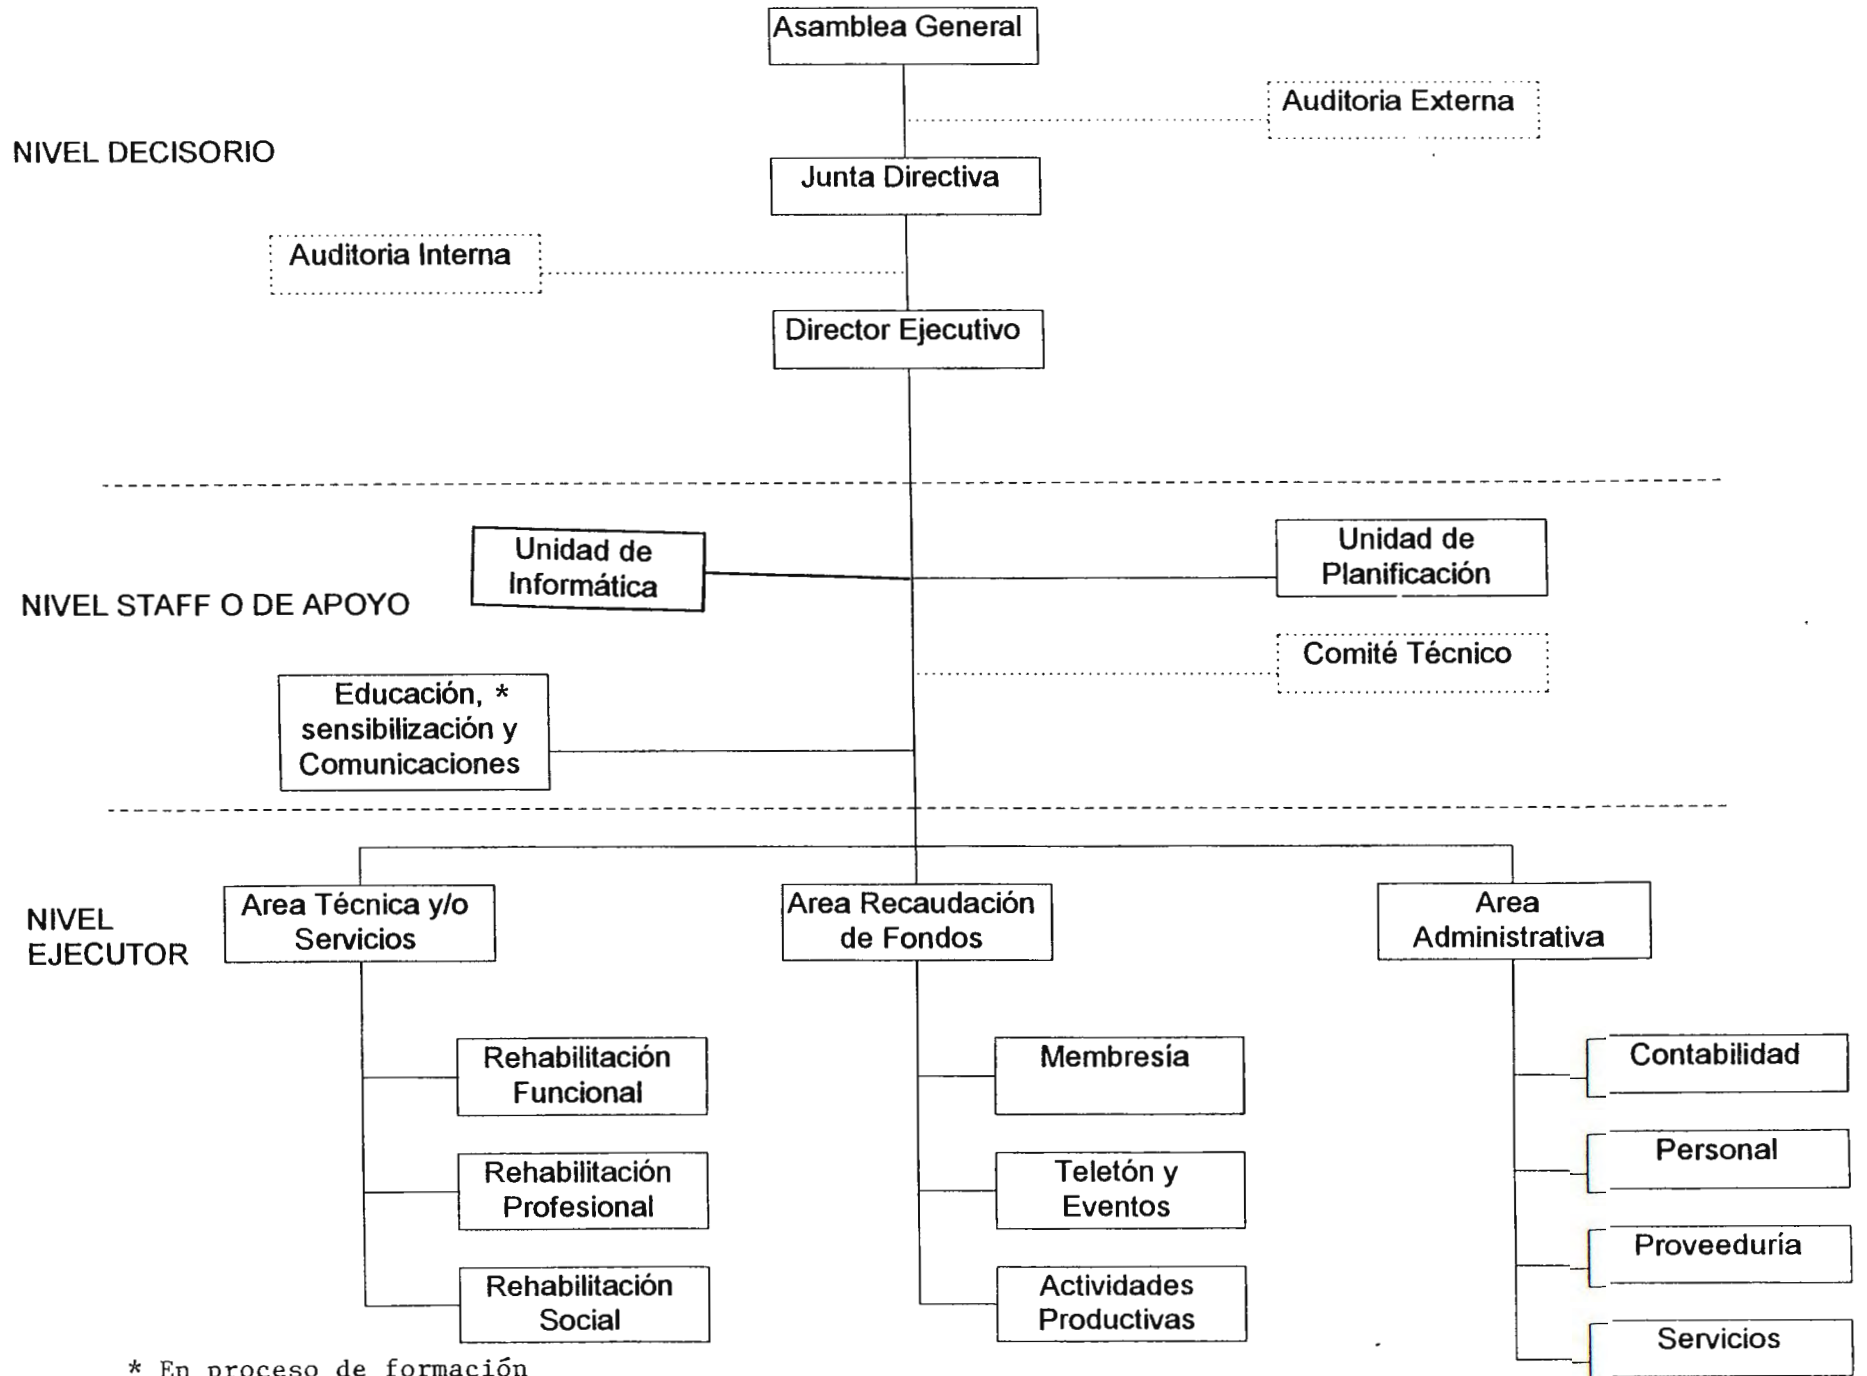 Asamblea General
Auditoria Externa
NIVEL DECISORIO
Junta Directiva
Auditoria Interna
Director Ejecutivo
Unidad de
Informática
Unidad de
Planificación
NIVEL STAFF O DE APOYO
Comité Técnico
Educación, *
sensibilización y
Comunicaciones
NIVEL
EJECUTOR
Area Técnica y/o
Servicios
Area Recaudación
de Fondos
Area
Administrativa
Rehabilitación
Funcional
Membresía
Contabilidad
Rehabilitación
Profesional
Teletón y
Eventos
Personal
Proveeduría
Rehabilitación
Social
Actividades
Productivas
Servicios
* En proceso de formación